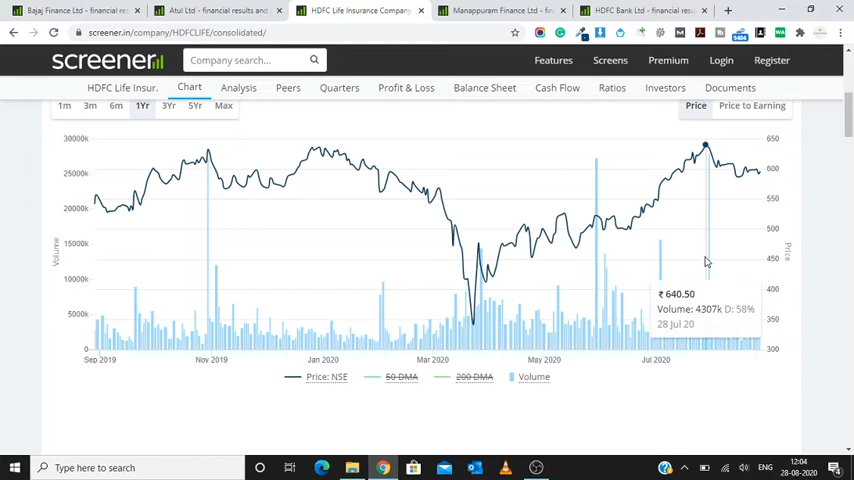 Bajaj Finance Ltd - financial res
Atul Ltd - financial results and
HDFC Life Insurance Company
Manappuram Finance Ltd - fin
HDFC Bank Ltd - financial resu
screener.in/company/HDFCLIFE/consolidated/
screener
Company search...
Features
Screens
Premium
Login
Register
HDFC Life Insur.
Chart
Analysis
Peers
Quarters
Profit & Loss
Balance Sheet
Cash Flow
Ratios
Investors
Documents
1m 3m 6m 1Yr 3Yr 5Yr Max
Price Price to Earning
30000k
25000k
20000k
15000k
10000k
5000k
0
Volume
650
600
550
500
450
400
350
300
Price
₹ 640.50
Volume: 4307k D: 58%
28 Jul 20
Sep 2019 Nov 2019 Jan 2020 Mar 2020 May 2020 Jul 2020
Price: NSE 50 DMA 200 DMA Volume
Type here to search
ENG
12:04
28-08-2020